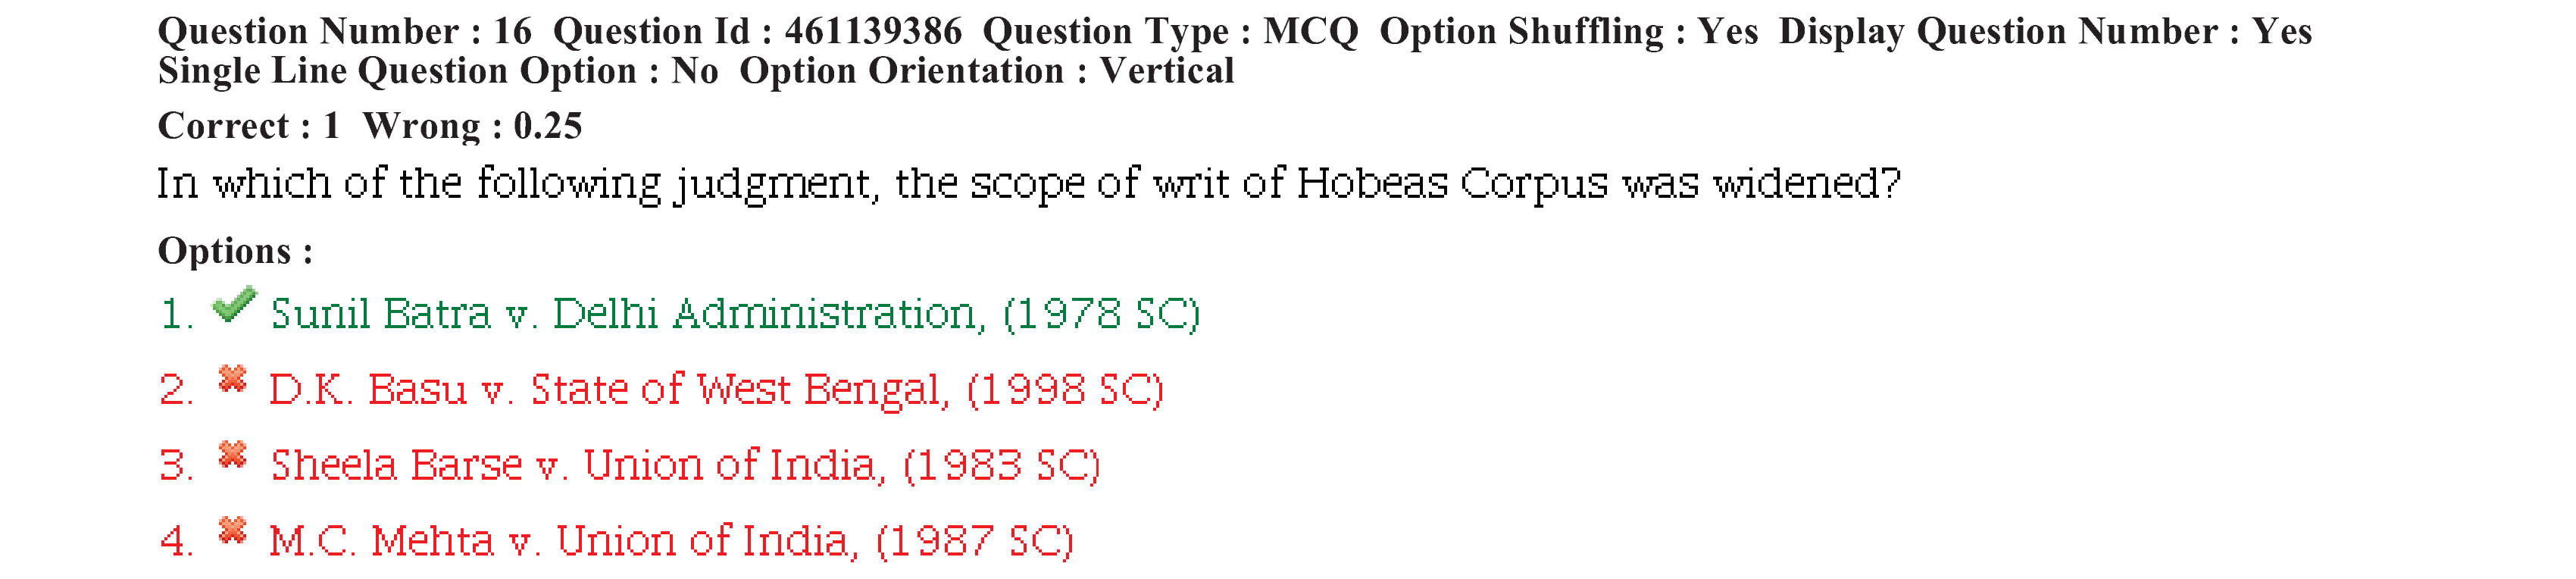 Question Number : 16 Question Id : 461139386 Question Type : MCQ Option Shuffling : Yes Display Question Number : Yes
Single Line Question Option : No Option Orientation : Vertical
Correct : 1 Wrong : 0.25
In which of the following judgment, the scope of writ of Hobeas Corpus was widened?
Options :
1. Sunil Batra v. Delhi Administration, (1978 SC)
2. D.K. Basu v. State of West Bengal, (1998 SC)
3. Sheela Barse v. Union of India, (1983 SC)
4. M.C. Mehta v. Union of India, (1987 SC)